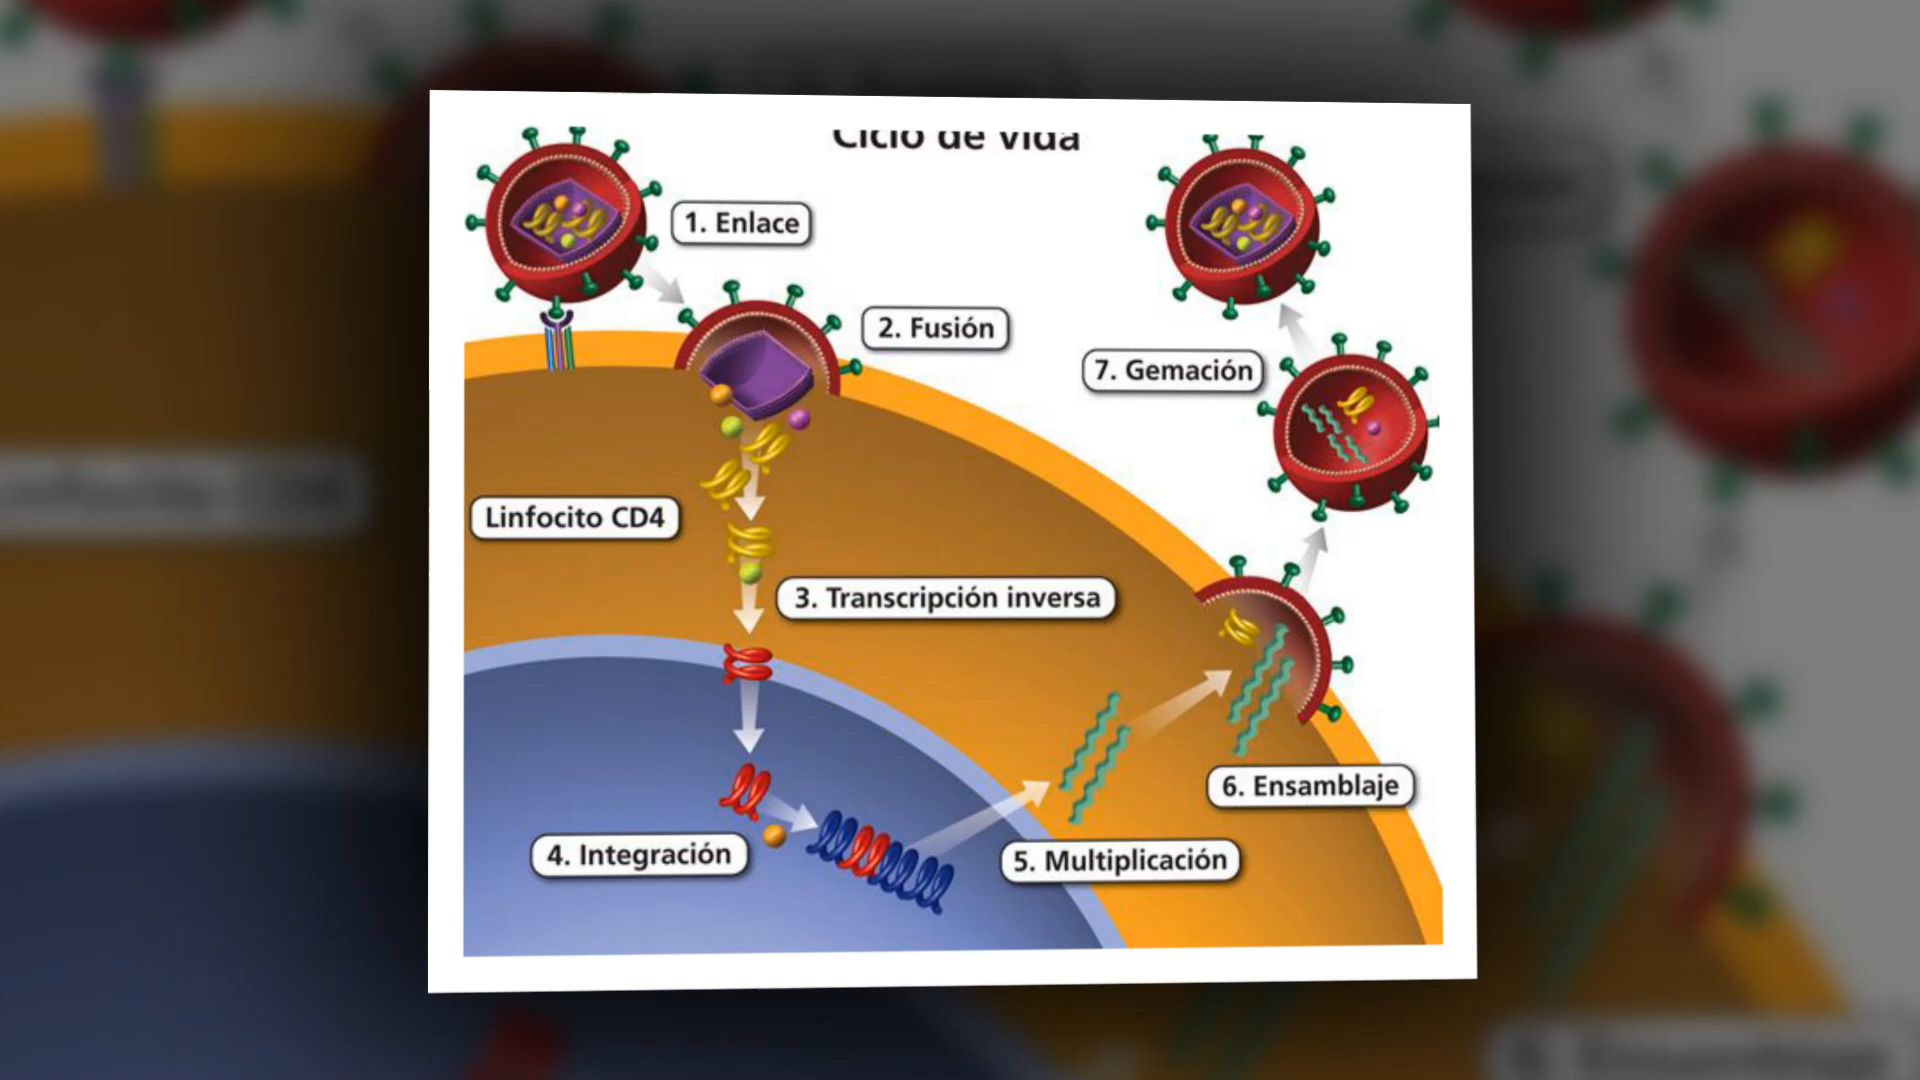 Ciclo de Vida
1. Enlace
2. Fusión
7. Gemación
Linfocito CD4
3. Transcripción inversa
6. Ensamblaje
4. Integración
5. Multiplicación